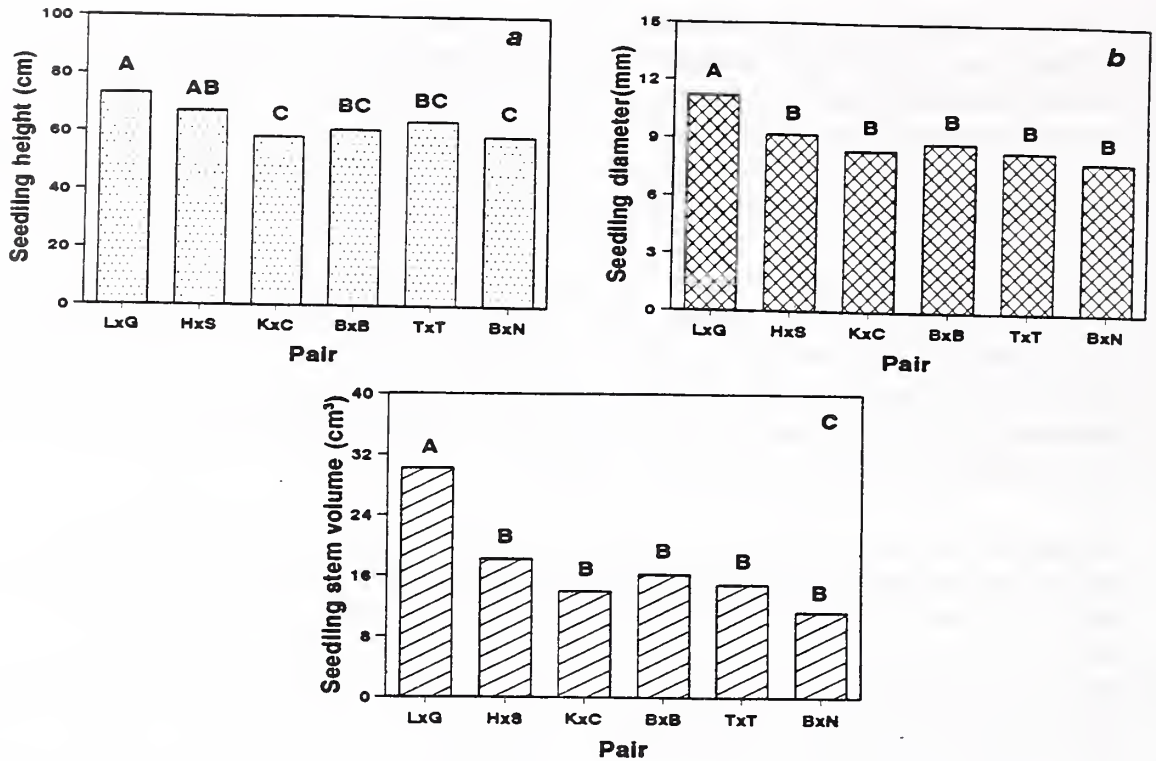 100
80
60
40
20
0
Seedling height (cm)
a
A
AB
C
BC
BC
C
LxG HxS KxC BxB TxT BxN
Pair
15
12
9
6
3
0
Seedling diameter(mm)
b
A
B
B
B
B
B
LxG HxS KxC BxB TxT BxN
Pair
40
32
24
16
8
0
Seedling stem volume (cm³)
C
A
B
B
B
B
B
LxG HxS KxC BxB TxT BxN
Pair